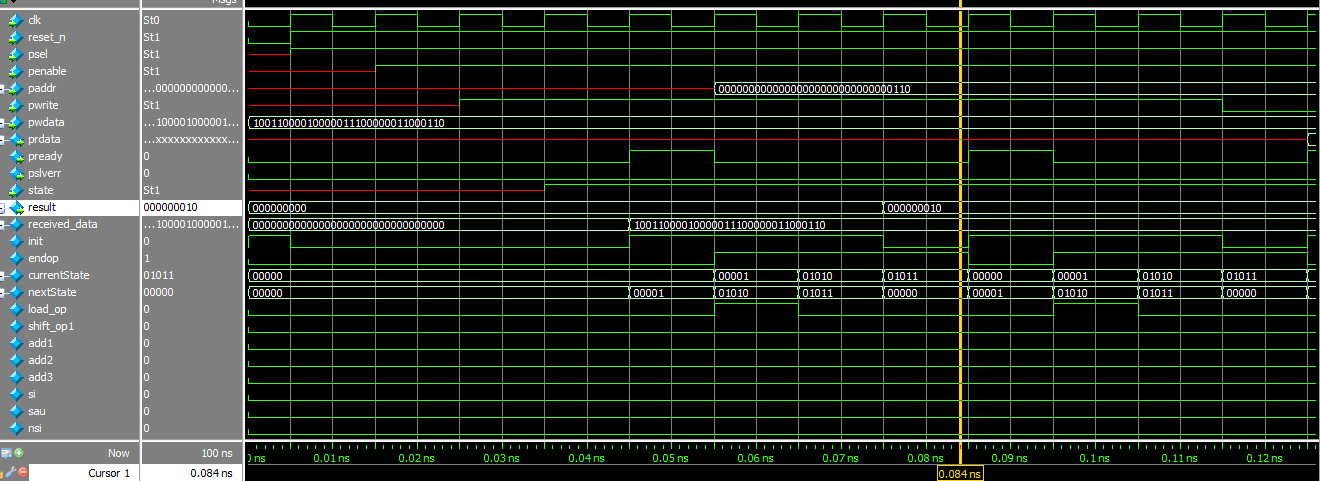 Msgs
clk St0
reset_n St1
psel St1
penable St1
paddr ...000000000000... 00000000000000000000000000000110
pwrite St1
pwdata ...100001000001... 10011000010000011100000011000110
prdata ...xxxxxxxxxxxxx...
pready 0
pslverr 0
state St1
result 000000010 000000000 000000010
received_data ...100001000001... 00000000000000000000000000000000 10011000010000011100000011000110
init 0
endop 1
currentState 01011 00000 00001 01010 01011 00000 00001 01010 01011
nextState 00000 00000 00001 01010 01011 00000 00001 01010 01011 00000
load_op 0
shift_op1 0
add1 0
add2 0
add3 0
si 0
sau 0
nsi 0
Now 100 ns ns 0.01 ns 0.02 ns 0.03 ns 0.04 ns 0.05 ns 0.06 ns 0.07 ns 0.08 ns 0.09 ns 0.1 ns 0.11 ns 0.12 ns
Cursor 1 0.084 ns 0.084 ns